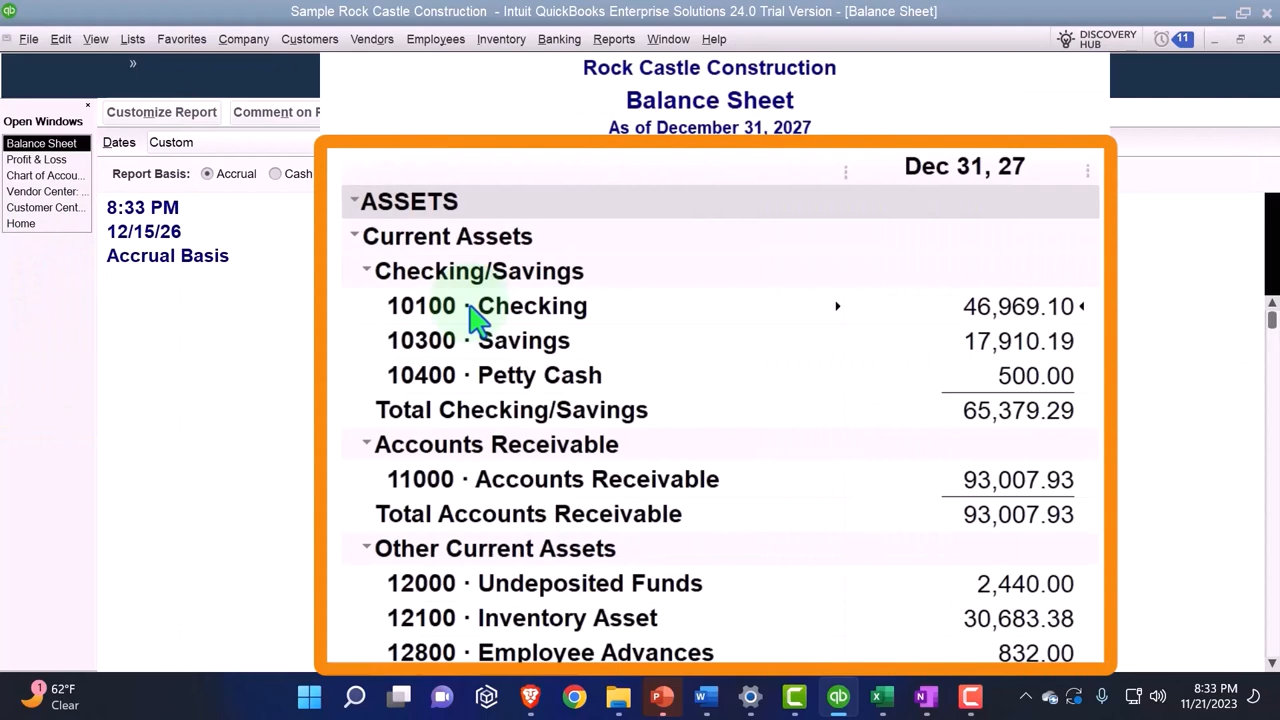 Sample Rock Castle Construction - Intuit QuickBooks Enterprise Solutions 24.0 Trial Version - [Balance Sheet]
File Edit View Lists Favorites Company Customers Vendors Employees Inventory Banking Reports Window Help
DISCOVERY HUB 11
»
Rock Castle Construction
Balance Sheet
As of December 31, 2027
Customize Report Comment on R
Open Windows
Balance Sheet
Profit & Loss
Chart of Accou...
Vendor Center: ...
Customer Cent...
Home
Dates Custom
Report Basis: Accrual Cash
8:33 PM
12/15/26
Accrual Basis
Dec 31, 27
ASSETS
Current Assets
Checking/Savings
10100 · Checking 46,969.10
10300 · Savings 17,910.19
10400 · Petty Cash 500.00
Total Checking/Savings 65,379.29
Accounts Receivable
11000 · Accounts Receivable 93,007.93
Total Accounts Receivable 93,007.93
Other Current Assets
12000 · Undeposited Funds 2,440.00
12100 · Inventory Asset 30,683.38
12800 · Employee Advances 832.00
1
62°F
Clear
8:33 PM
11/21/2023